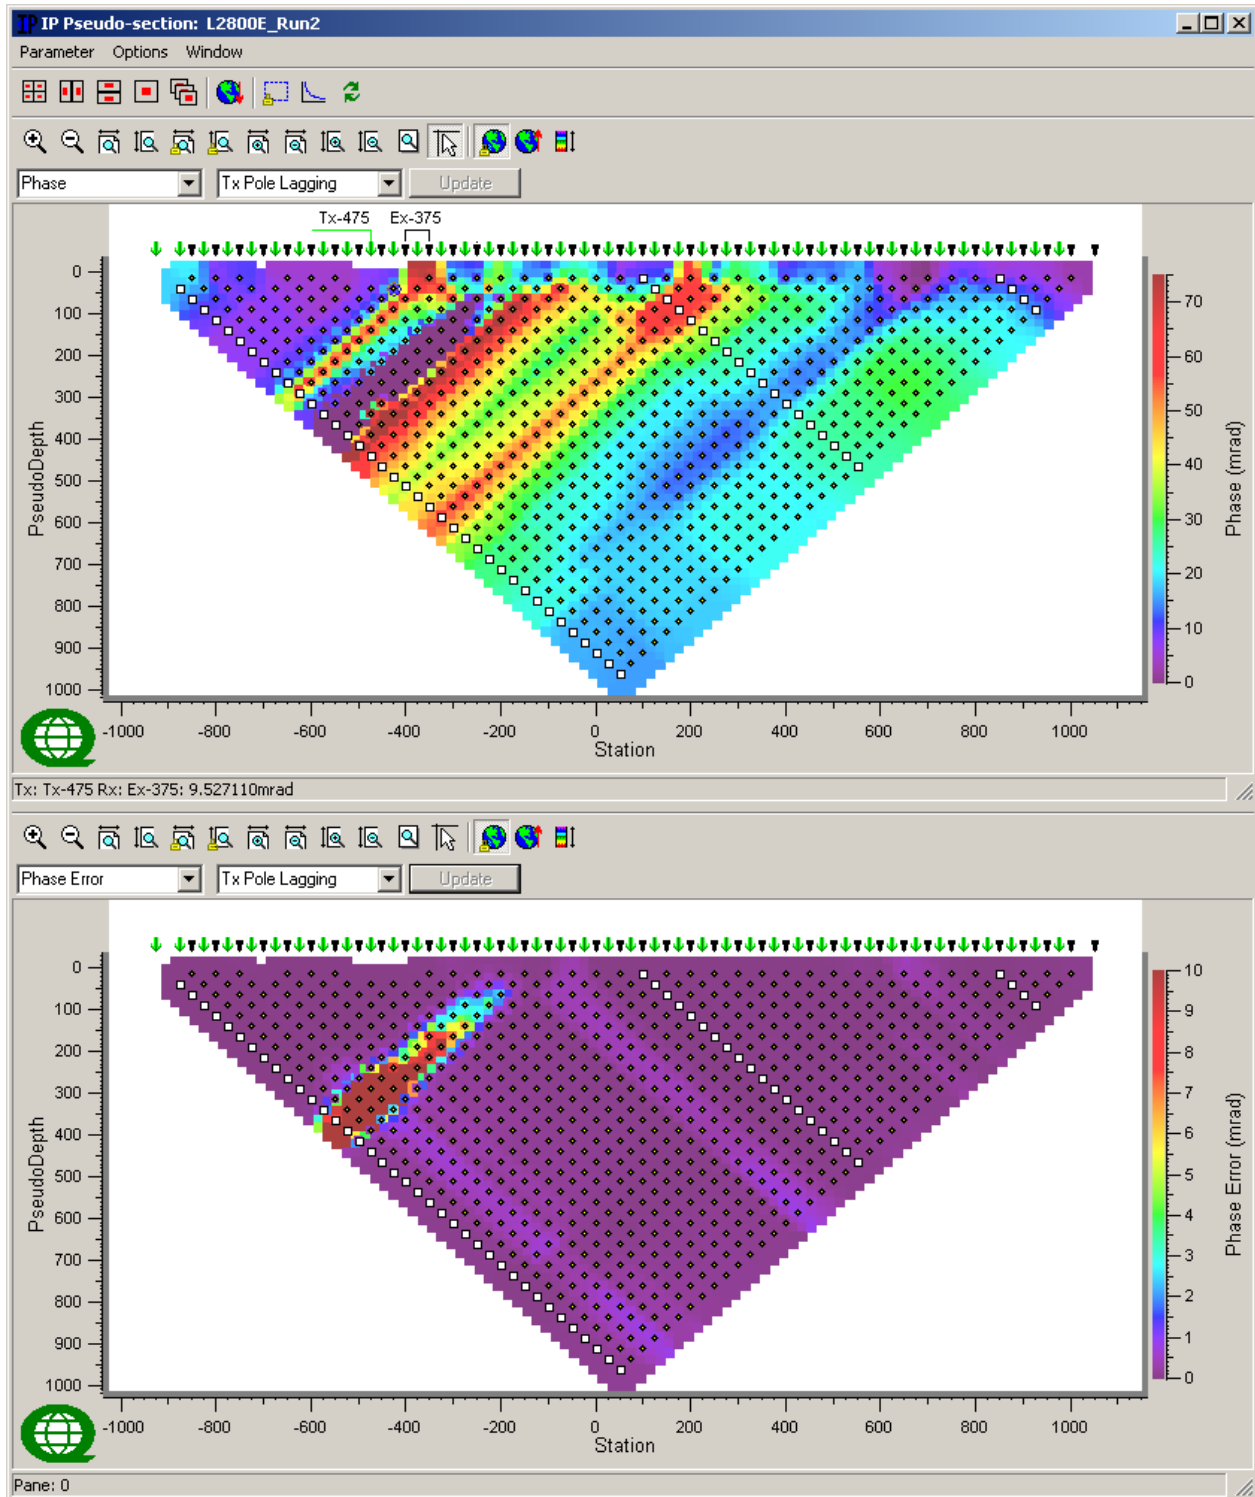 IP IP Pseudo-section: L2800E_Run2
Parameter Options Window
Phase Tx Pole Lagging Update
Tx-475 Ex-375
0
100
200
300
400
500
600
700
800
900
1000
PseudoDepth
-1000 -800 -600 -400 -200 0 200 400 600 800 1000
Station
70
60
50
40
30
20
10
0
Phase (mrad)
Tx: Tx-475 Rx: Ex-375: 9.527110mrad
Phase Error Tx Pole Lagging Update
0
100
200
300
400
500
600
700
800
900
1000
PseudoDepth
-1000 -800 -600 -400 -200 0 200 400 600 800 1000
Station
10
9
8
7
6
5
4
3
2
1
0
Phase Error (mrad)
Pane: 0